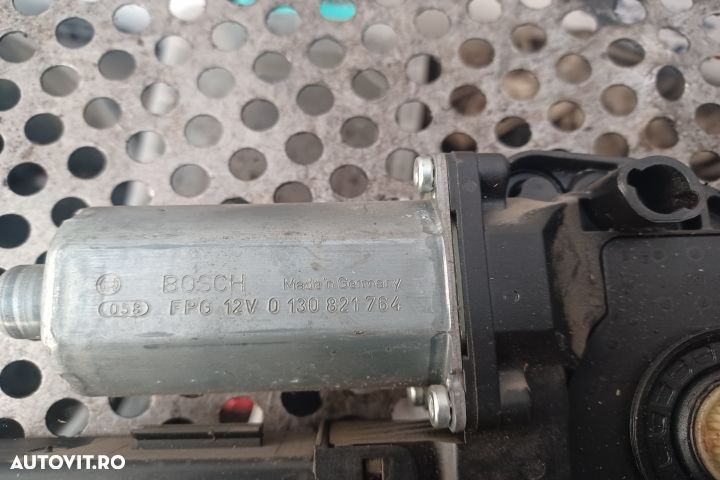 BOSCH Made in Germany
058 FPG 12V 0 130 821 764
AUTOVIT.RO